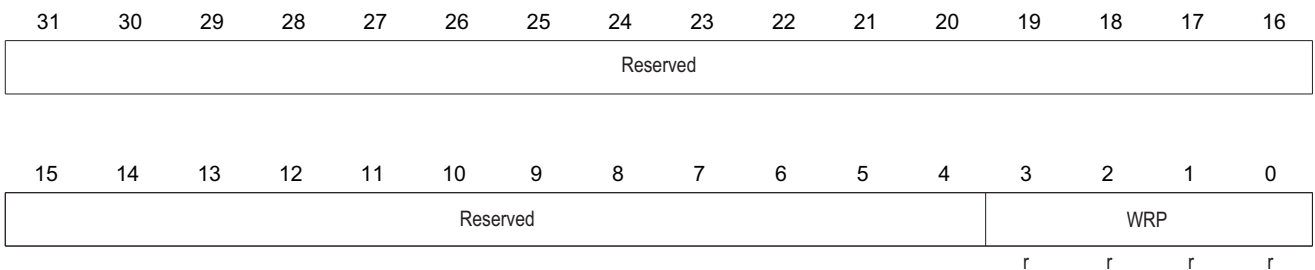 31 30 29 28 27 26 25 24 23 22 21 20 19 18 17 16
Reserved
15 14 13 12 11 10 9 8 7 6 5 4 3 2 1 0
Reserved WRP
r r r r